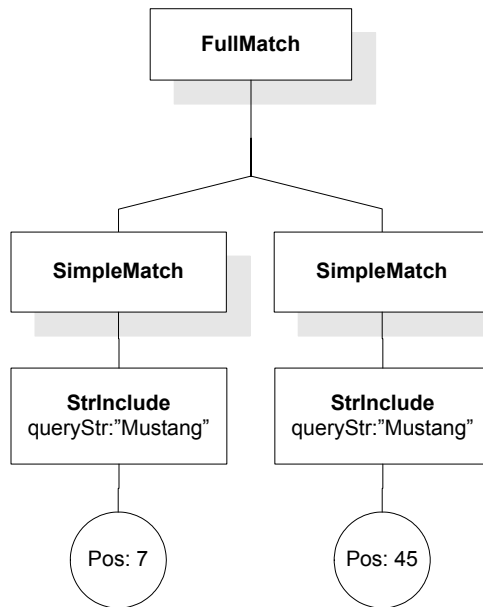 FullMatch
SimpleMatch
SimpleMatch
StrInclude
queryStr:”Mustang”
StrInclude
queryStr:”Mustang”
Pos: 7
Pos: 45